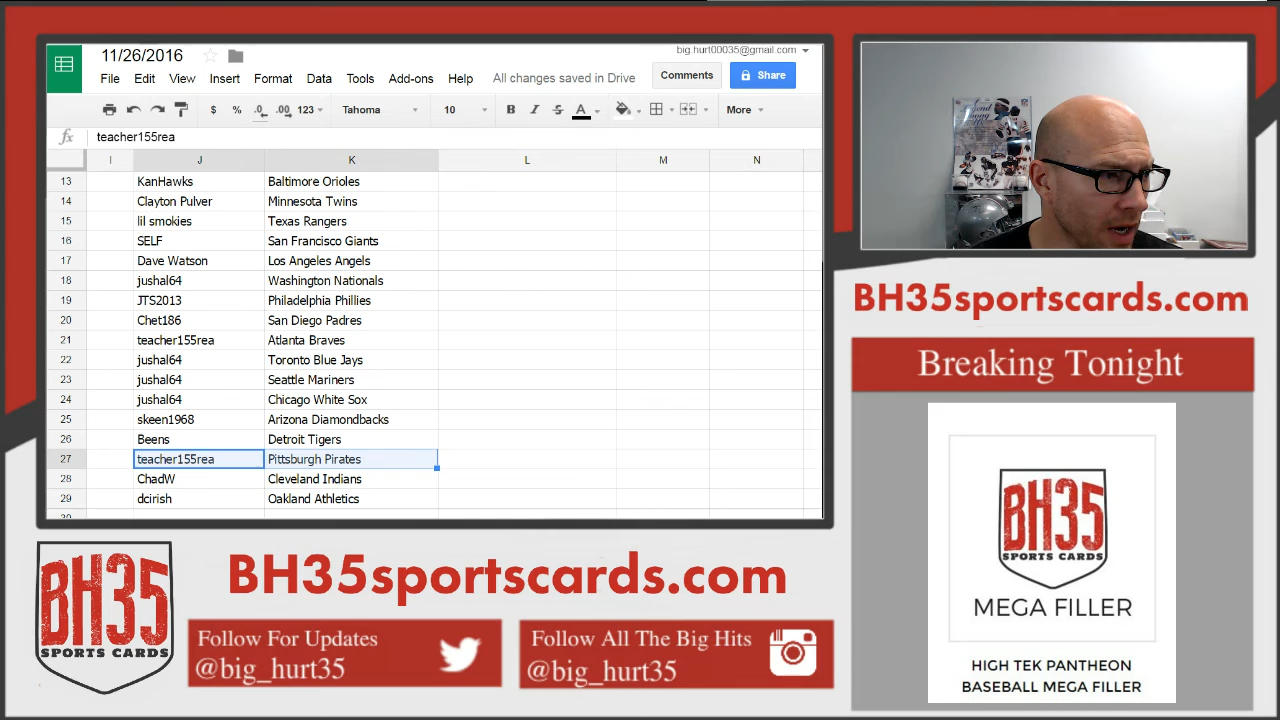 11/26/2016
big.hurt00035@gmail.com
File Edit View Insert Format Data Tools Add-ons Help All changes saved in Drive
Comments
Share
$ % .0 .00 123 Tahoma 10 B I S A More
fx teacher155rea
I J K L M N
13 KanHawks Baltimore Orioles
14 Clayton Pulver Minnesota Twins
15 lil smokies Texas Rangers
16 SELF San Francisco Giants
17 Dave Watson Los Angeles Angels
18 jushal64 Washington Nationals
19 JTS2013 Philadelphia Phillies
20 Chet186 San Diego Padres
21 teacher155rea Atlanta Braves
22 jushal64 Toronto Blue Jays
23 jushal64 Seattle Mariners
24 jushal64 Chicago White Sox
25 skeen1968 Arizona Diamondbacks
26 Beens Detroit Tigers
27 teacher155rea Pittsburgh Pirates
28 ChadW Cleveland Indians
29 dcirish Oakland Athletics
BH35sportscards.com
Breaking Tonight
BH35
SPORTS CARDS
MEGA FILLER
HIGH TEK PANTHEON
BASEBALL MEGA FILLER
BH35
SPORTS CARDS
BH35sportscards.com
Follow For Updates
@big_hurt35
Follow All The Big Hits
@big_hurt35